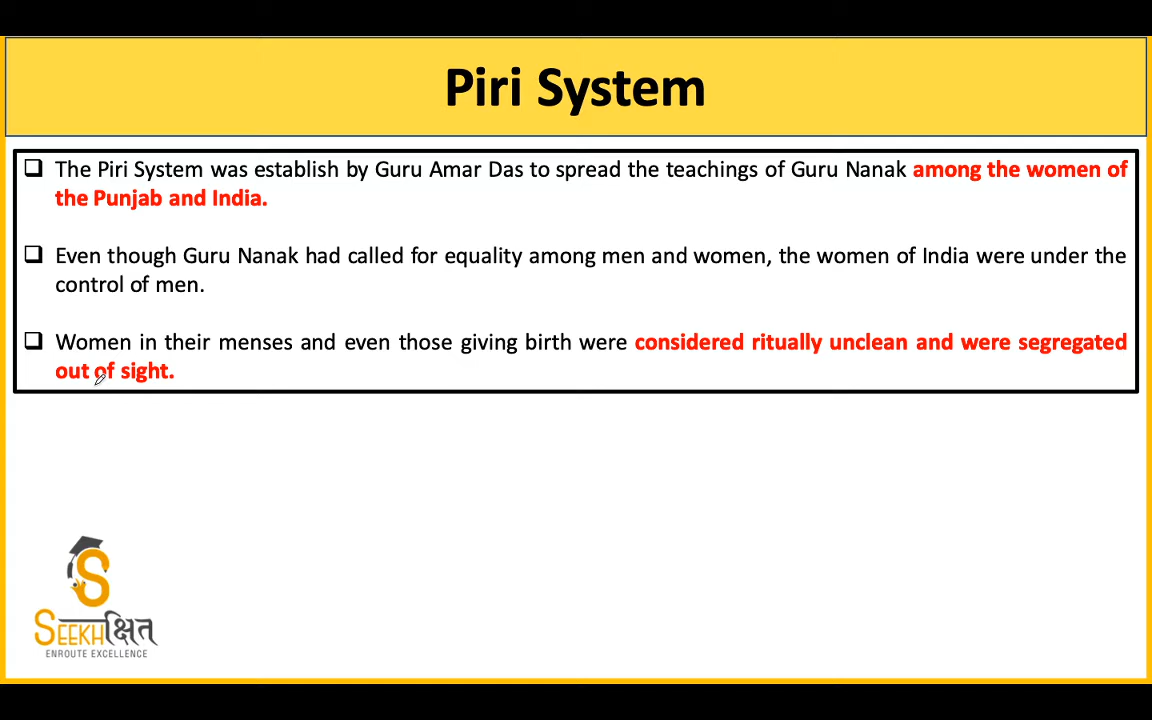 Piri System
The Piri System was establish by Guru Amar Das to spread the teachings of Guru Nanak among the women of
the Punjab and India.
Even though Guru Nanak had called for equality among men and women, the women of India were under the
control of men.
Women in their menses and even those giving birth were considered ritually unclean and were segregated
out of sight.
S
SEEKHक्षित
ENROUTE EXCELLENCE